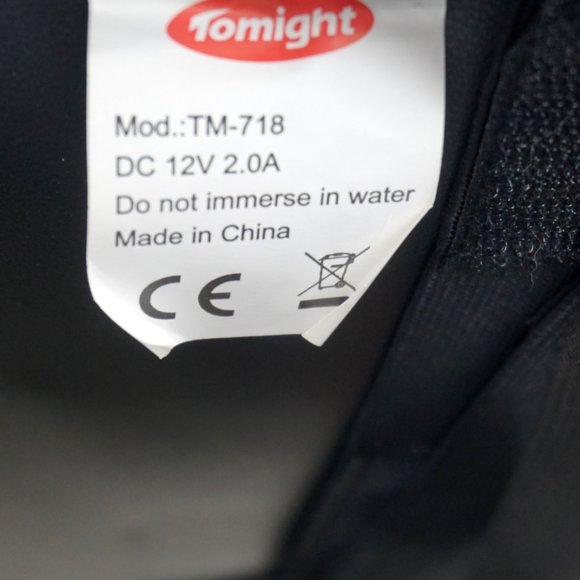 Tomight
Mod.:TM-718
DC 12V 2.0A
Do not immerse in water
Made in China
CE